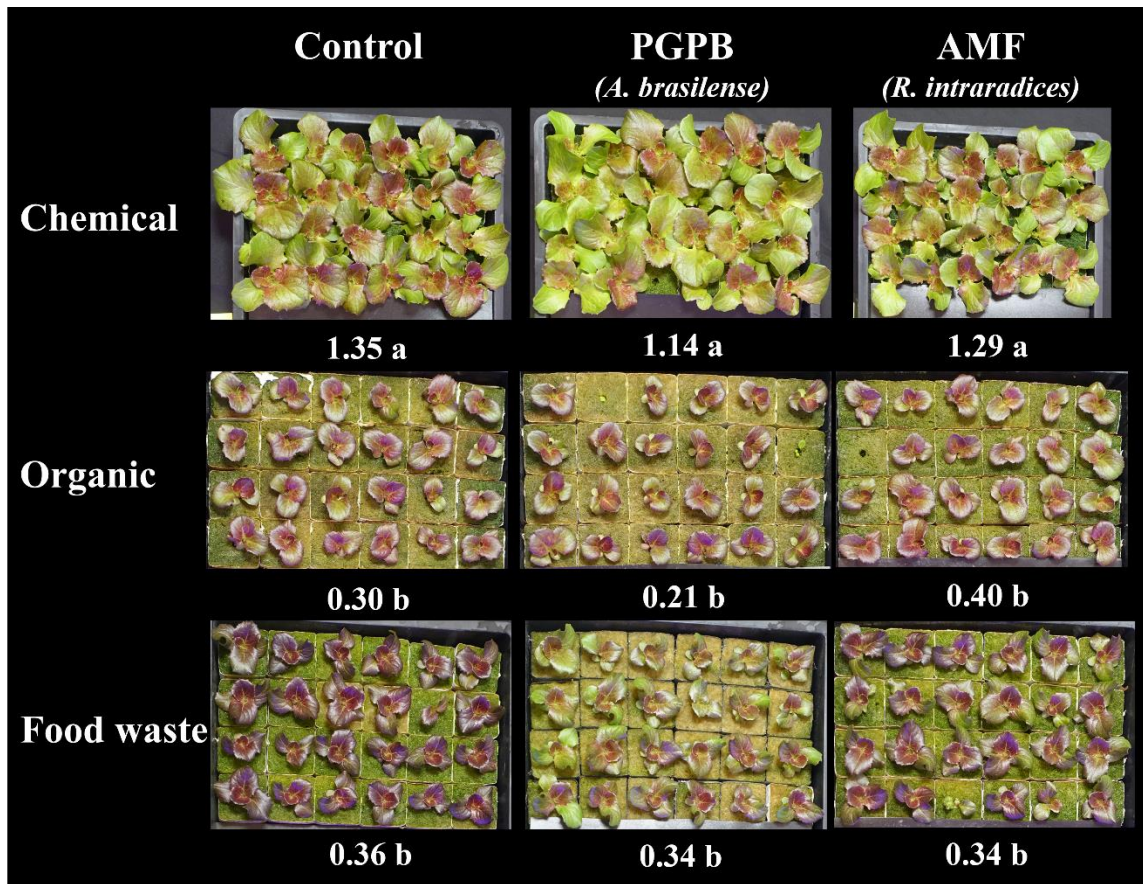 Control
PGPB
(A. brasilense)
AMF
(R. intraradices)
Chemical
1.35 a
1.14 a
1.29 a
Organic
0.30 b
0.21 b
0.40 b
Food waste
0.36 b
0.34 b
0.34 b